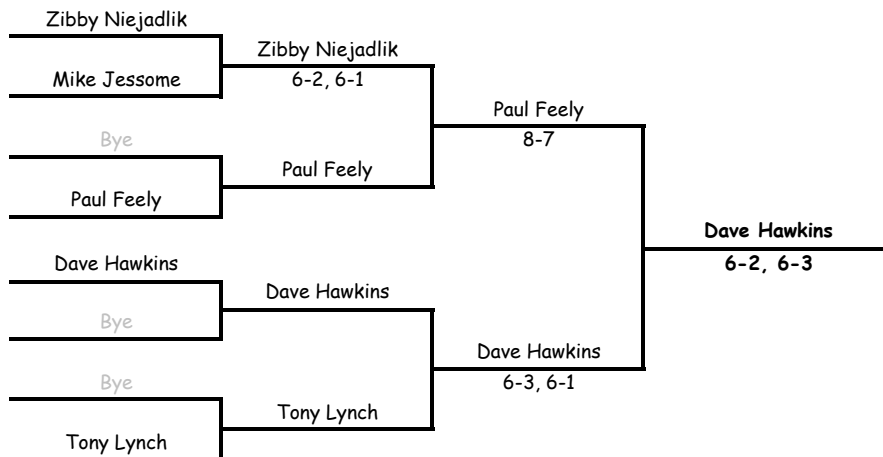 Zibby Niejadlik
Mike Jessome
Bye
Paul Feely
Dave Hawkins
Bye
Bye
Tony Lynch
Zibby Niejadlik
6-2, 6-1
Paul Feely
Dave Hawkins
Tony Lynch
Paul Feely
8-7
Dave Hawkins
6-3, 6-1
Dave Hawkins
6-2, 6-3